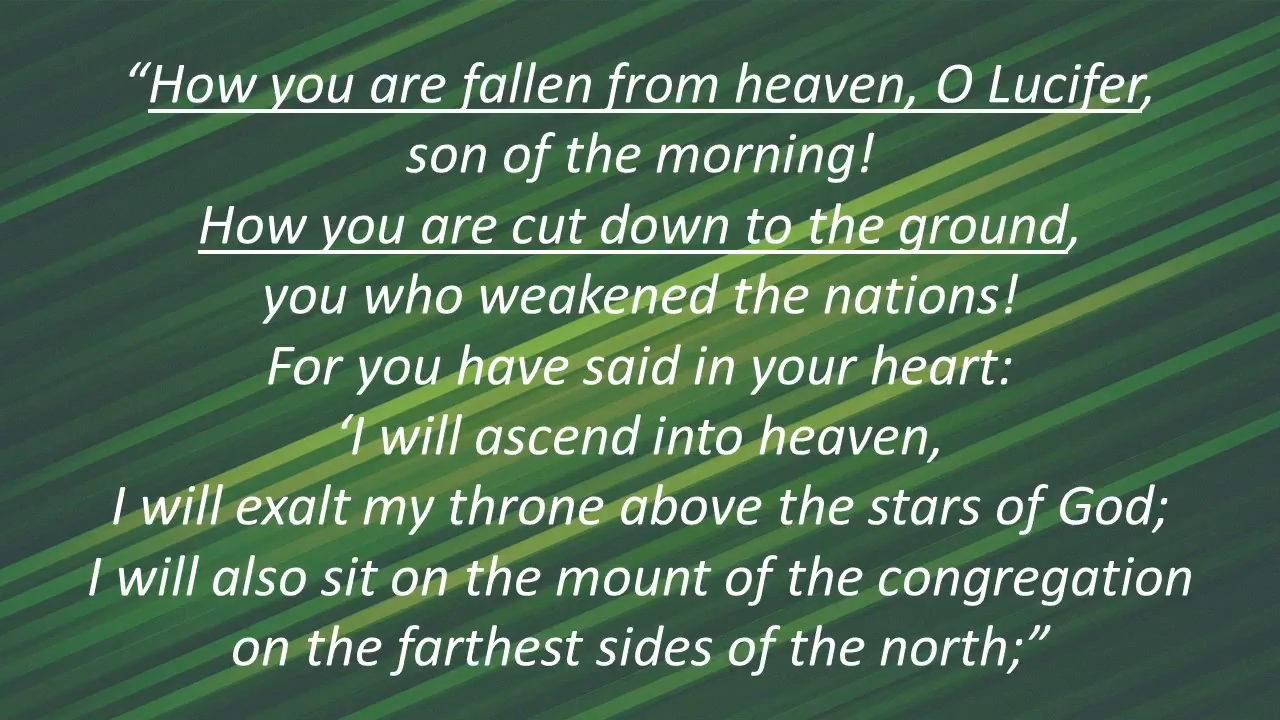 “How you are fallen from heaven, O Lucifer,
son of the morning!
How you are cut down to the ground,
you who weakened the nations!
For you have said in your heart:
‘I will ascend into heaven,
I will exalt my throne above the stars of God;
I will also sit on the mount of the congregation
on the farthest sides of the north;”